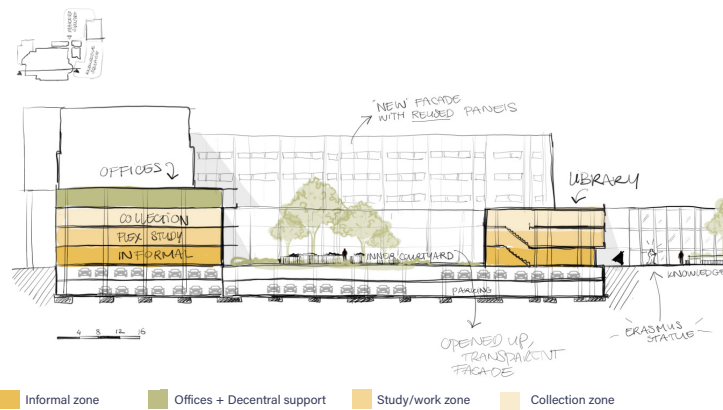 'NEW' FACADE
WITH REUSED PANELS
OFFICES
LIBRARY
COLLECTION
FLEX STUDY
INFORMAL
INNER COURTYARD
PARKING
KNOWLEDGE
ERASMUS
STATUE
OPENED UP,
TRANSPARENT
FACADE
4 8 12 16
Informal zone
Offices + Decentral support
Study/work zone
Collection zone